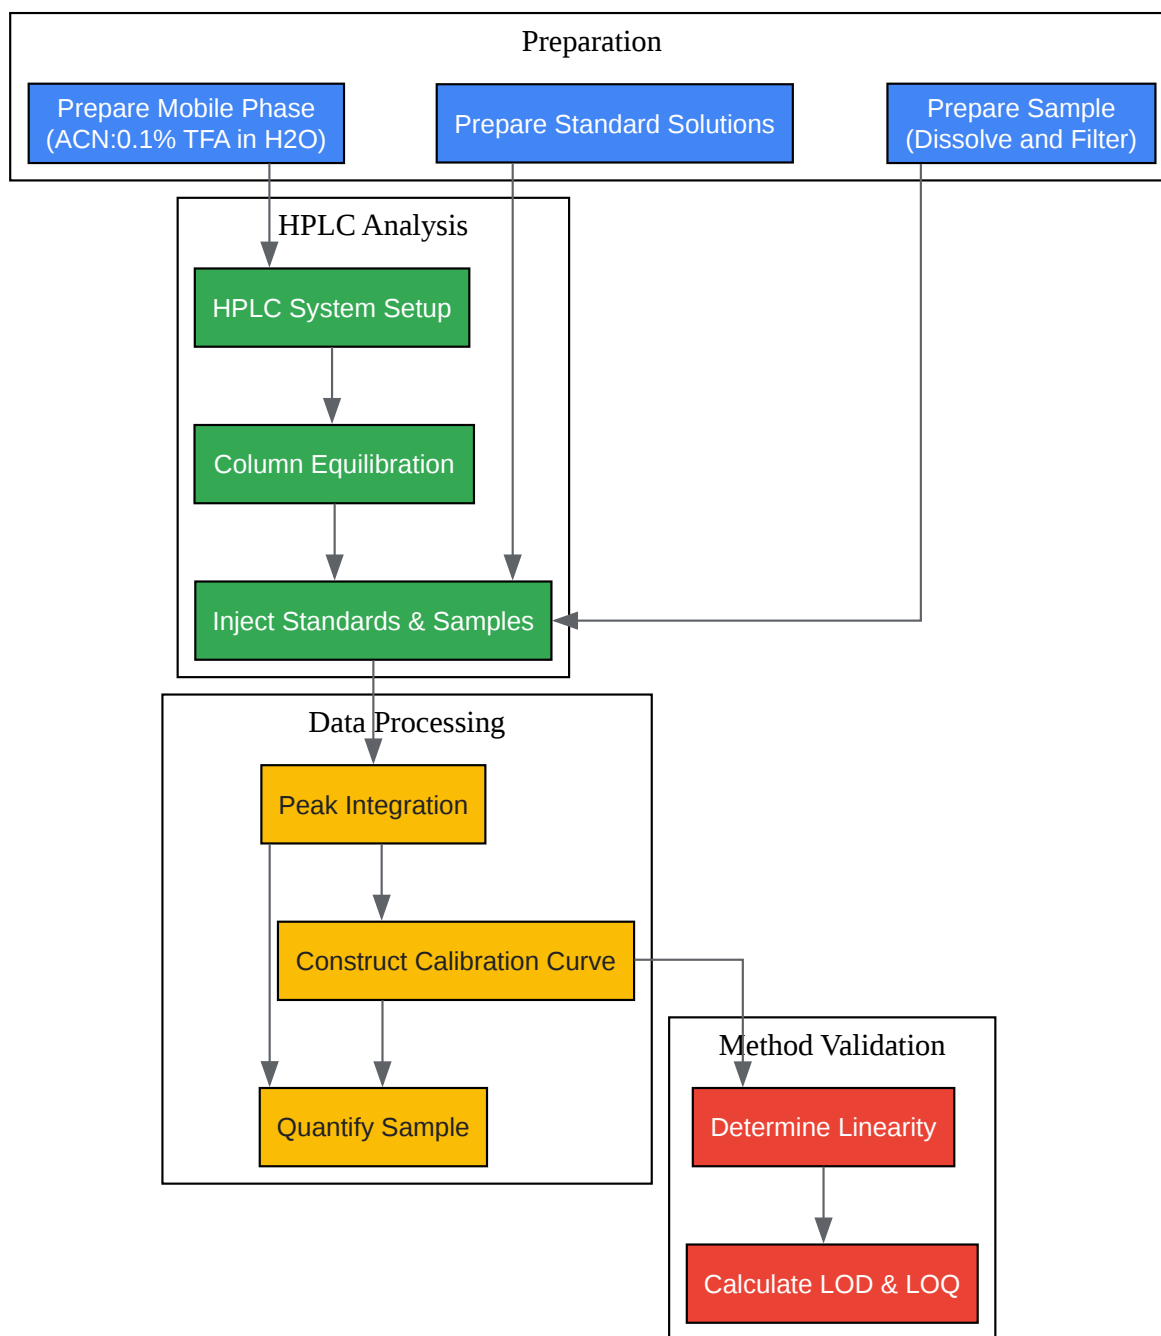 Preparation
Prepare Mobile Phase
(ACN:0.1% TFA in H2O)
Prepare Standard Solutions
Prepare Sample
(Dissolve and Filter)
HPLC Analysis
HPLC System Setup
Column Equilibration
Inject Standards & Samples
Data Processing
Peak Integration
Construct Calibration Curve
Quantify Sample
Method Validation
Determine Linearity
Calculate LOD & LOQ